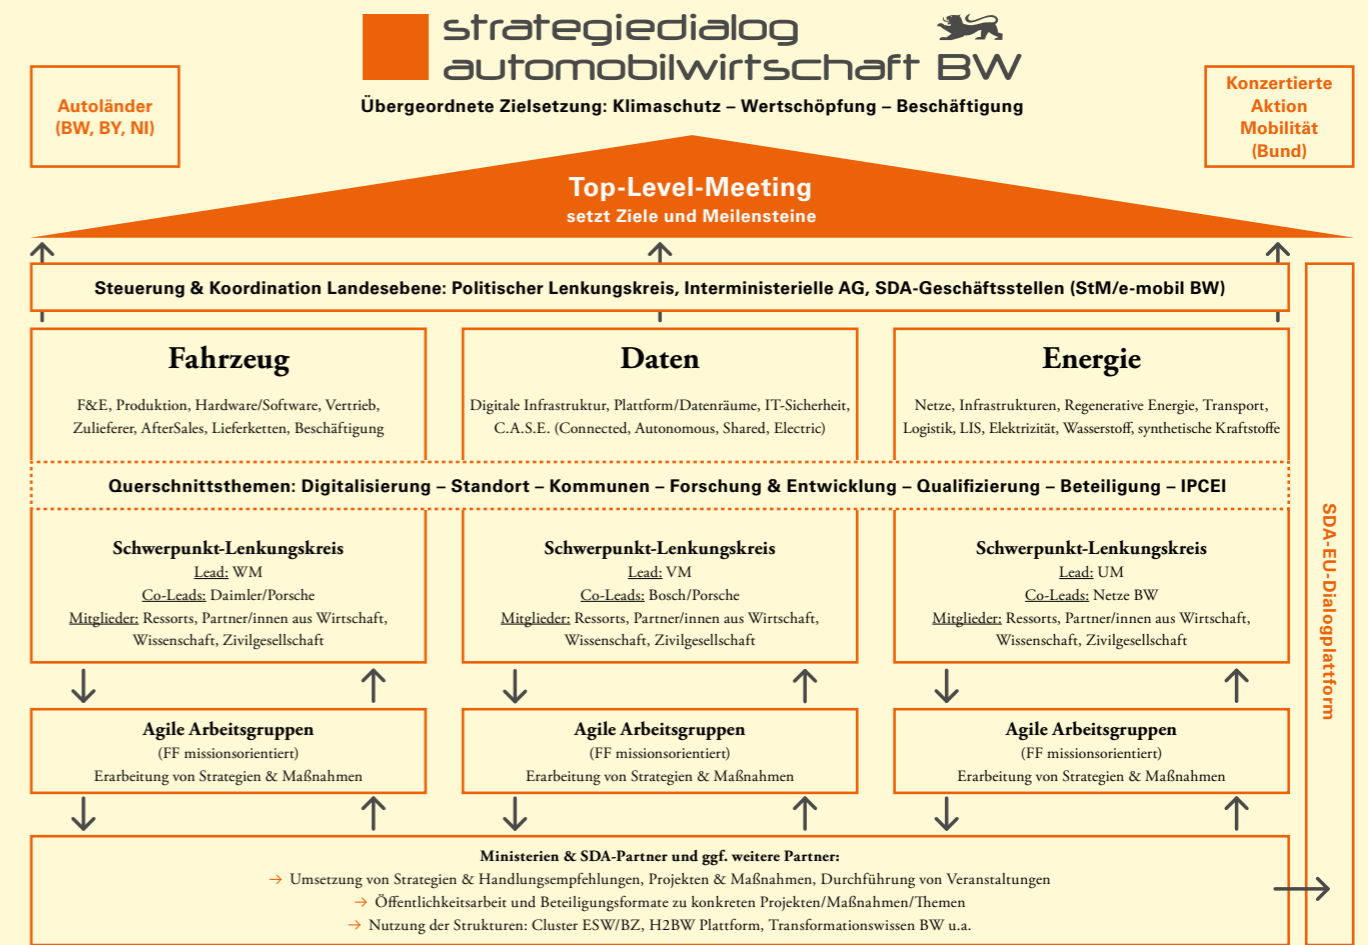 strategiedialog
automobilwirtschaft BW
Übergeordnete Zielsetzung: Klimaschutz – Wertschöpfung – Beschäftigung
Autoländer
(BW, BY, NI)
Konzertierte
Aktion
Mobilität
(Bund)
Top-Level-Meeting
setzt Ziele und Meilensteine
Steuerung & Koordination Landesebene: Politischer Lenkungskreis, Interministerielle AG, SDA-Geschäftsstellen (StM/e-mobil BW)
Fahrzeug
F&E, Produktion, Hardware/Software, Vertrieb,
Zulieferer, AfterSales, Lieferketten, Beschäftigung
Daten
Digitale Infrastruktur, Plattform/Datenräume, IT-Sicherheit,
C.A.S.E. (Connected, Autonomous, Shared, Electric)
Energie
Netze, Infrastrukturen, Regenerative Energie, Transport,
Logistik, LIS, Elektrizität, Wasserstoff, synthetische Kraftstoffe
Querschnittsthemen: Digitalisierung – Standort – Kommunen – Forschung & Entwicklung – Qualifizierung – Beteiligung – IPCEI
Schwerpunkt-Lenkungskreis
Lead: WM
Co-Leads: Daimler/Porsche
Mitglieder: Ressorts, Partner/innen aus Wirtschaft,
Wissenschaft, Zivilgesellschaft
Schwerpunkt-Lenkungskreis
Lead: VM
Co-Leads: Bosch/Porsche
Mitglieder: Ressorts, Partner/innen aus Wirtschaft,
Wissenschaft, Zivilgesellschaft
Schwerpunkt-Lenkungskreis
Lead: UM
Co-Leads: Netze BW
Mitglieder: Ressorts, Partner/innen aus Wirtschaft,
Wissenschaft, Zivilgesellschaft
Agile Arbeitsgruppen
(FF missionsorientiert)
Erarbeitung von Strategien & Maßnahmen
Agile Arbeitsgruppen
(FF missionsorientiert)
Erarbeitung von Strategien & Maßnahmen
Agile Arbeitsgruppen
(FF missionsorientiert)
Erarbeitung von Strategien & Maßnahmen
Ministerien & SDA-Partner und ggf. weitere Partner:
→ Umsetzung von Strategien & Handlungsempfehlungen, Projekten & Maßnahmen, Durchführung von Veranstaltungen
→ Öffentlichkeitsarbeit und Beteiligungsformate zu konkreten Projekten/Maßnahmen/Themen
→ Nutzung der Strukturen: Cluster ESW/BZ, H2BW Plattform, Transformationswissen BW u.a.
SDA-EU-Dialogplattform